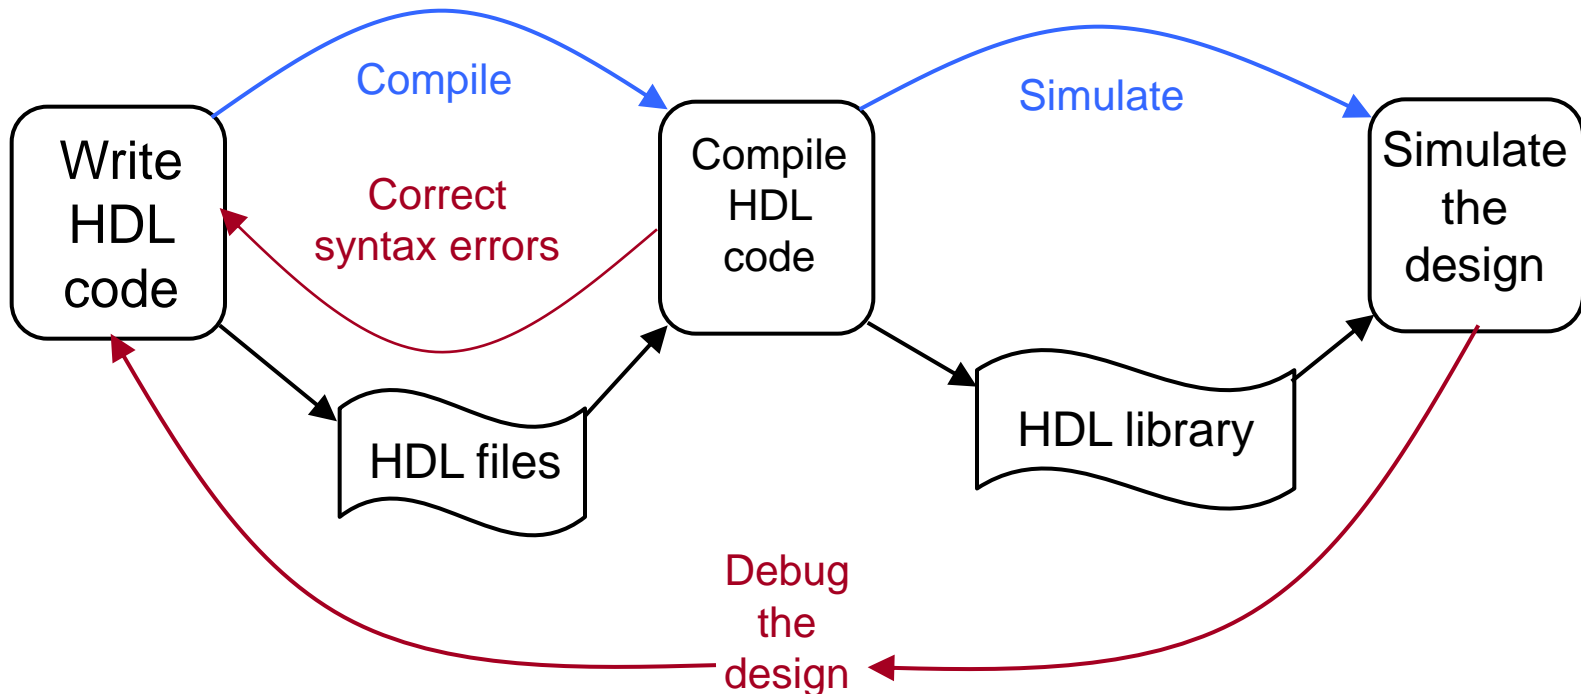 Compile
Simulate
Write
HDL
code
Correct
syntax errors
Compile
HDL
code
Simulate
the
design
HDL files
HDL library
Debug
the
design